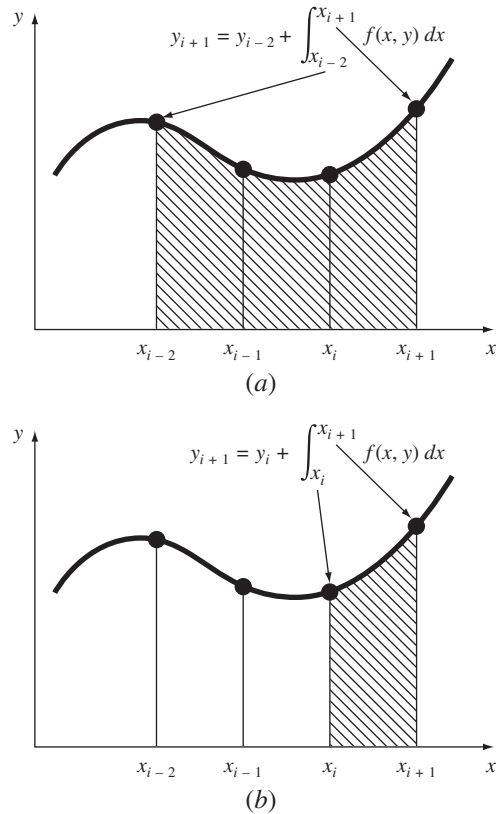 y
y_{i + 1} = y_{i − 2} + ∫_{x_{i − 2}}^{x_{i + 1}} f(x, y) dx
x_{i − 2} x_{i − 1} x_i x_{i + 1} x
(a)
y
y_{i + 1} = y_i + ∫_{x_i}^{x_{i + 1}} f(x, y) dx
x_{i − 2} x_{i − 1} x_i x_{i + 1} x
(b)